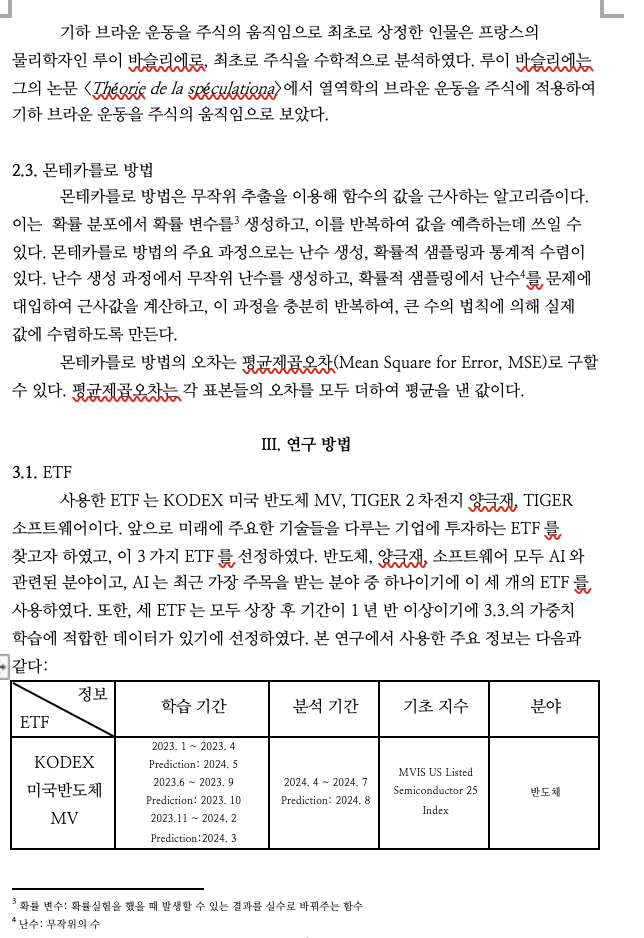 기하 브라운 운동을 주식의 움직임으로 최초로 상정한 인물은 프랑스의
물리학자인 루이 바슬리에로, 최초로 주식을 수학적으로 분석하였다. 루이 바슬리에는
그의 논문 〈Théorie de la spéculationa〉에서 열역학의 브라운 운동을 주식에 적용하여
기하 브라운 운동을 주식의 움직임으로 보았다.
2.3. 몬테카를로 방법
몬테카를로 방법은 무작위 추출을 이용해 함수의 값을 근사하는 알고리즘이다.
이는 확률 분포에서 확률 변수를³ 생성하고, 이를 반복하여 값을 예측하는데 쓰일 수
있다. 몬테카를로 방법의 주요 과정으로는 난수 생성, 확률적 샘플링과 통계적 수렴이
있다. 난수 생성 과정에서 무작위 난수를 생성하고, 확률적 샘플링에서 난수⁴를 문제에
대입하여 근사값을 계산하고, 이 과정을 충분히 반복하여, 큰 수의 법칙에 의해 실제
값에 수렴하도록 만든다.
몬테카를로 방법의 오차는 평균제곱오차(Mean Square for Error, MSE)로 구할
수 있다. 평균제곱오차는 각 표본들의 오차를 모두 더하여 평균을 낸 값이다.
III. 연구 방법
3.1. ETF
사용한 ETF 는 KODEX 미국 반도체 MV, TIGER 2 차전지 양극재, TIGER
소프트웨어이다. 앞으로 미래에 주요한 기술들을 다루는 기업에 투자하는 ETF 를
찾고자 하였고, 이 3 가지 ETF 를 선정하였다. 반도체, 양극재, 소프트웨어 모두 AI 와
관련된 분야이고, AI 는 최근 가장 주목을 받는 분야 중 하나이기에 이 세 개의 ETF 를
사용하였다. 또한, 세 ETF 는 모두 상장 후 기간이 1 년 반 이상이기에 3.3.의 가중치
학습에 적합한 데이터가 있기에 선정하였다. 본 연구에서 사용한 주요 정보는 다음과
같다:
정보
ETF
학습 기간
분석 기간
기초 지수
분야
KODEX
미국반도체
MV
2023. 1 ~ 2023. 4
Prediction: 2024. 5
2023.6 ~ 2023. 9
Prediction: 2023. 10
2023.11 ~ 2024. 2
Prediction:2024. 3
2024. 4 ~ 2024. 7
Prediction: 2024. 8
MVIS US Listed
Semiconductor 25
Index
반도체
³ 확률 변수: 확률실험을 했을 때 발생할 수 있는 결과를 실수로 바꿔주는 함수
⁴ 난수: 무작위의 수